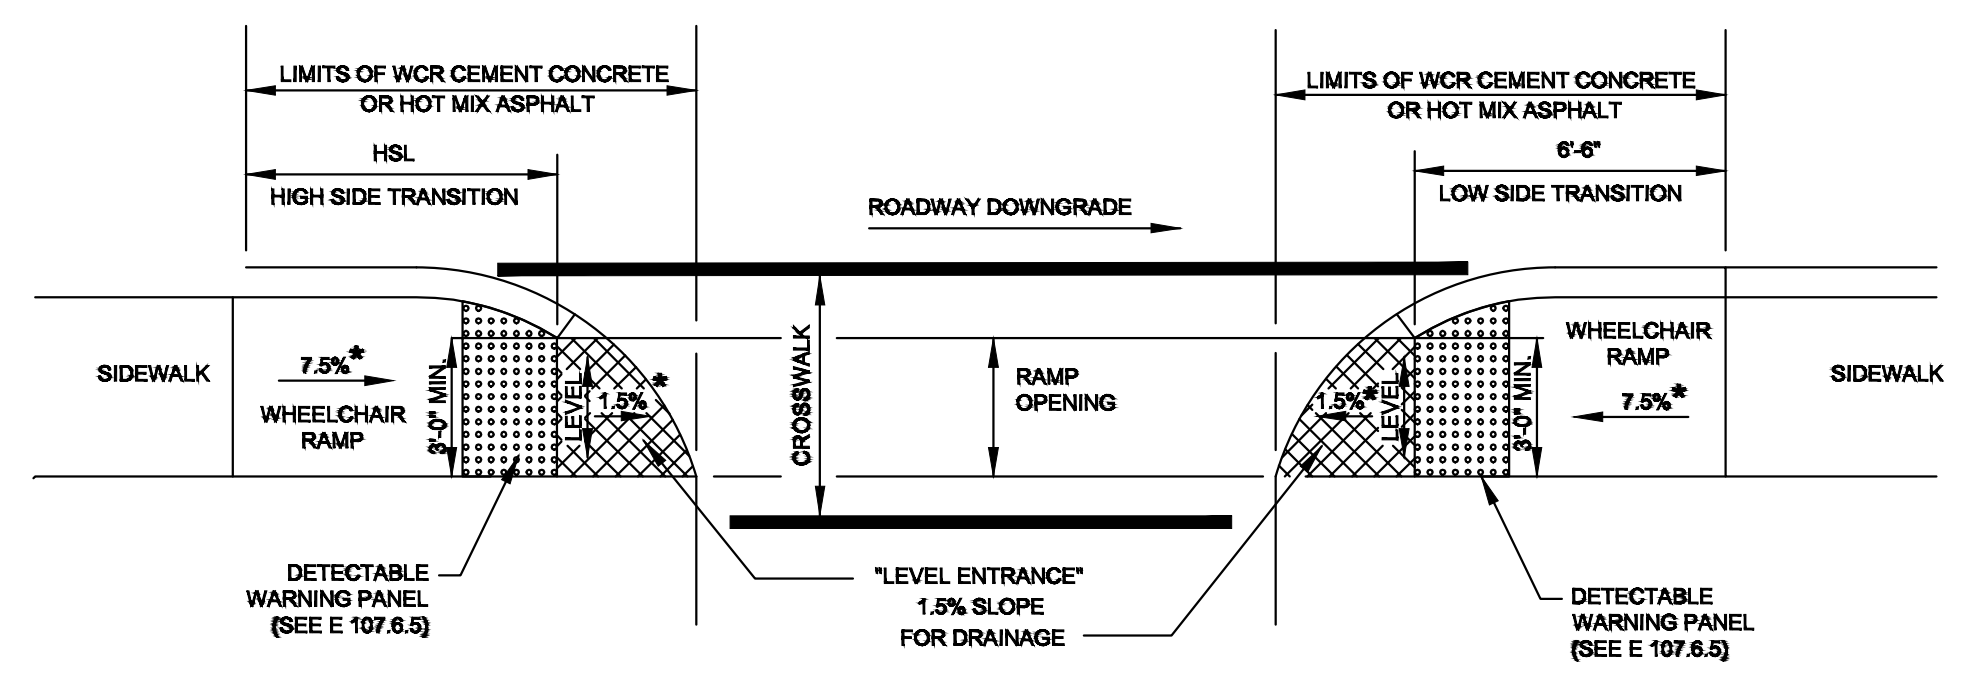 LIMITS OF WCR CEMENT CONCRETE
OR HOT MIX ASPHALT
HSL
HIGH SIDE TRANSITION
LIMITS OF WCR CEMENT CONCRETE
OR HOT MIX ASPHALT
6'-6"
LOW SIDE TRANSITION
ROADWAY DOWNGRADE
SIDEWALK
7.5%*
WHEELCHAIR
RAMP
3'-0" MIN.
LEVEL
1.5%*
CROSSWALK
RAMP
OPENING
1.5%*
LEVEL
3'-0" MIN.
WHEELCHAIR
RAMP
7.5%*
SIDEWALK
DETECTABLE
WARNING PANEL
(SEE E 107.6.5)
"LEVEL ENTRANCE"
1.5% SLOPE
FOR DRAINAGE
DETECTABLE
WARNING PANEL
(SEE E 107.6.5)